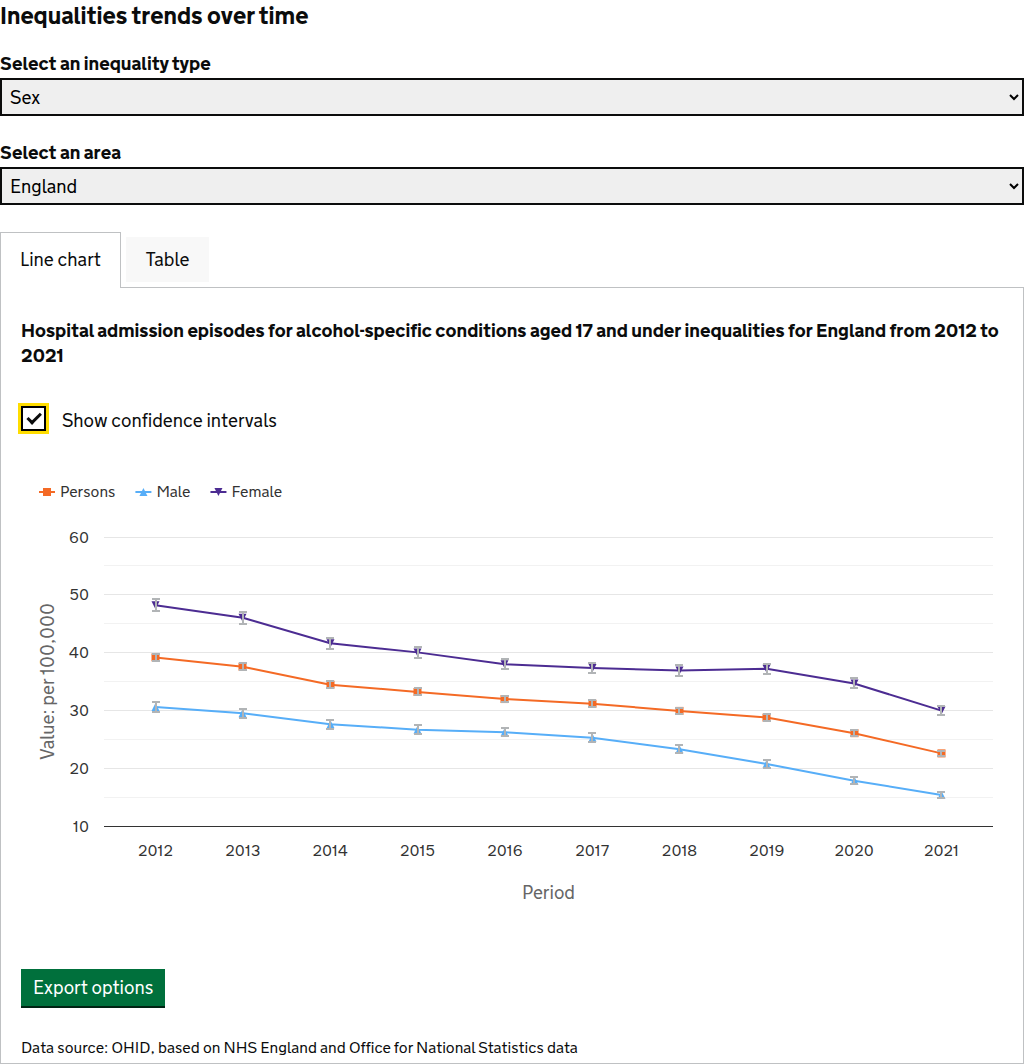 Inequalities trends over time
Select an inequality type
Sex
Select an area
England
Line chart Table
Hospital admission episodes for alcohol-specific conditions aged 17 and under inequalities for England from 2012 to
2021
Show confidence intervals
Persons Male Female
Value: per 100,000
60
50
40
30
20
10
2012 2013 2014 2015 2016 2017 2018 2019 2020 2021
Period
Export options
Data source: OHID, based on NHS England and Office for National Statistics data